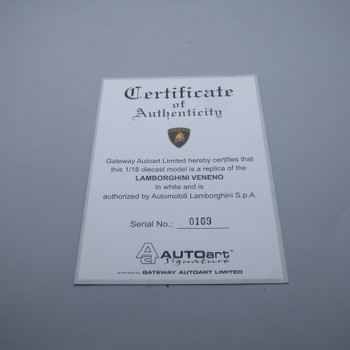 Certificate
of
Authenticity
Gateway Autoart Limited hereby certifies that
this 1/18 diecast model is a replica of the
LAMBORGHINI VENENO
in white and is
authorized by Automobili Lamborghini S.p.A.
Serial No.: 0109
AA AUTOart
Signature
GATEWAY AUTOART LIMITED